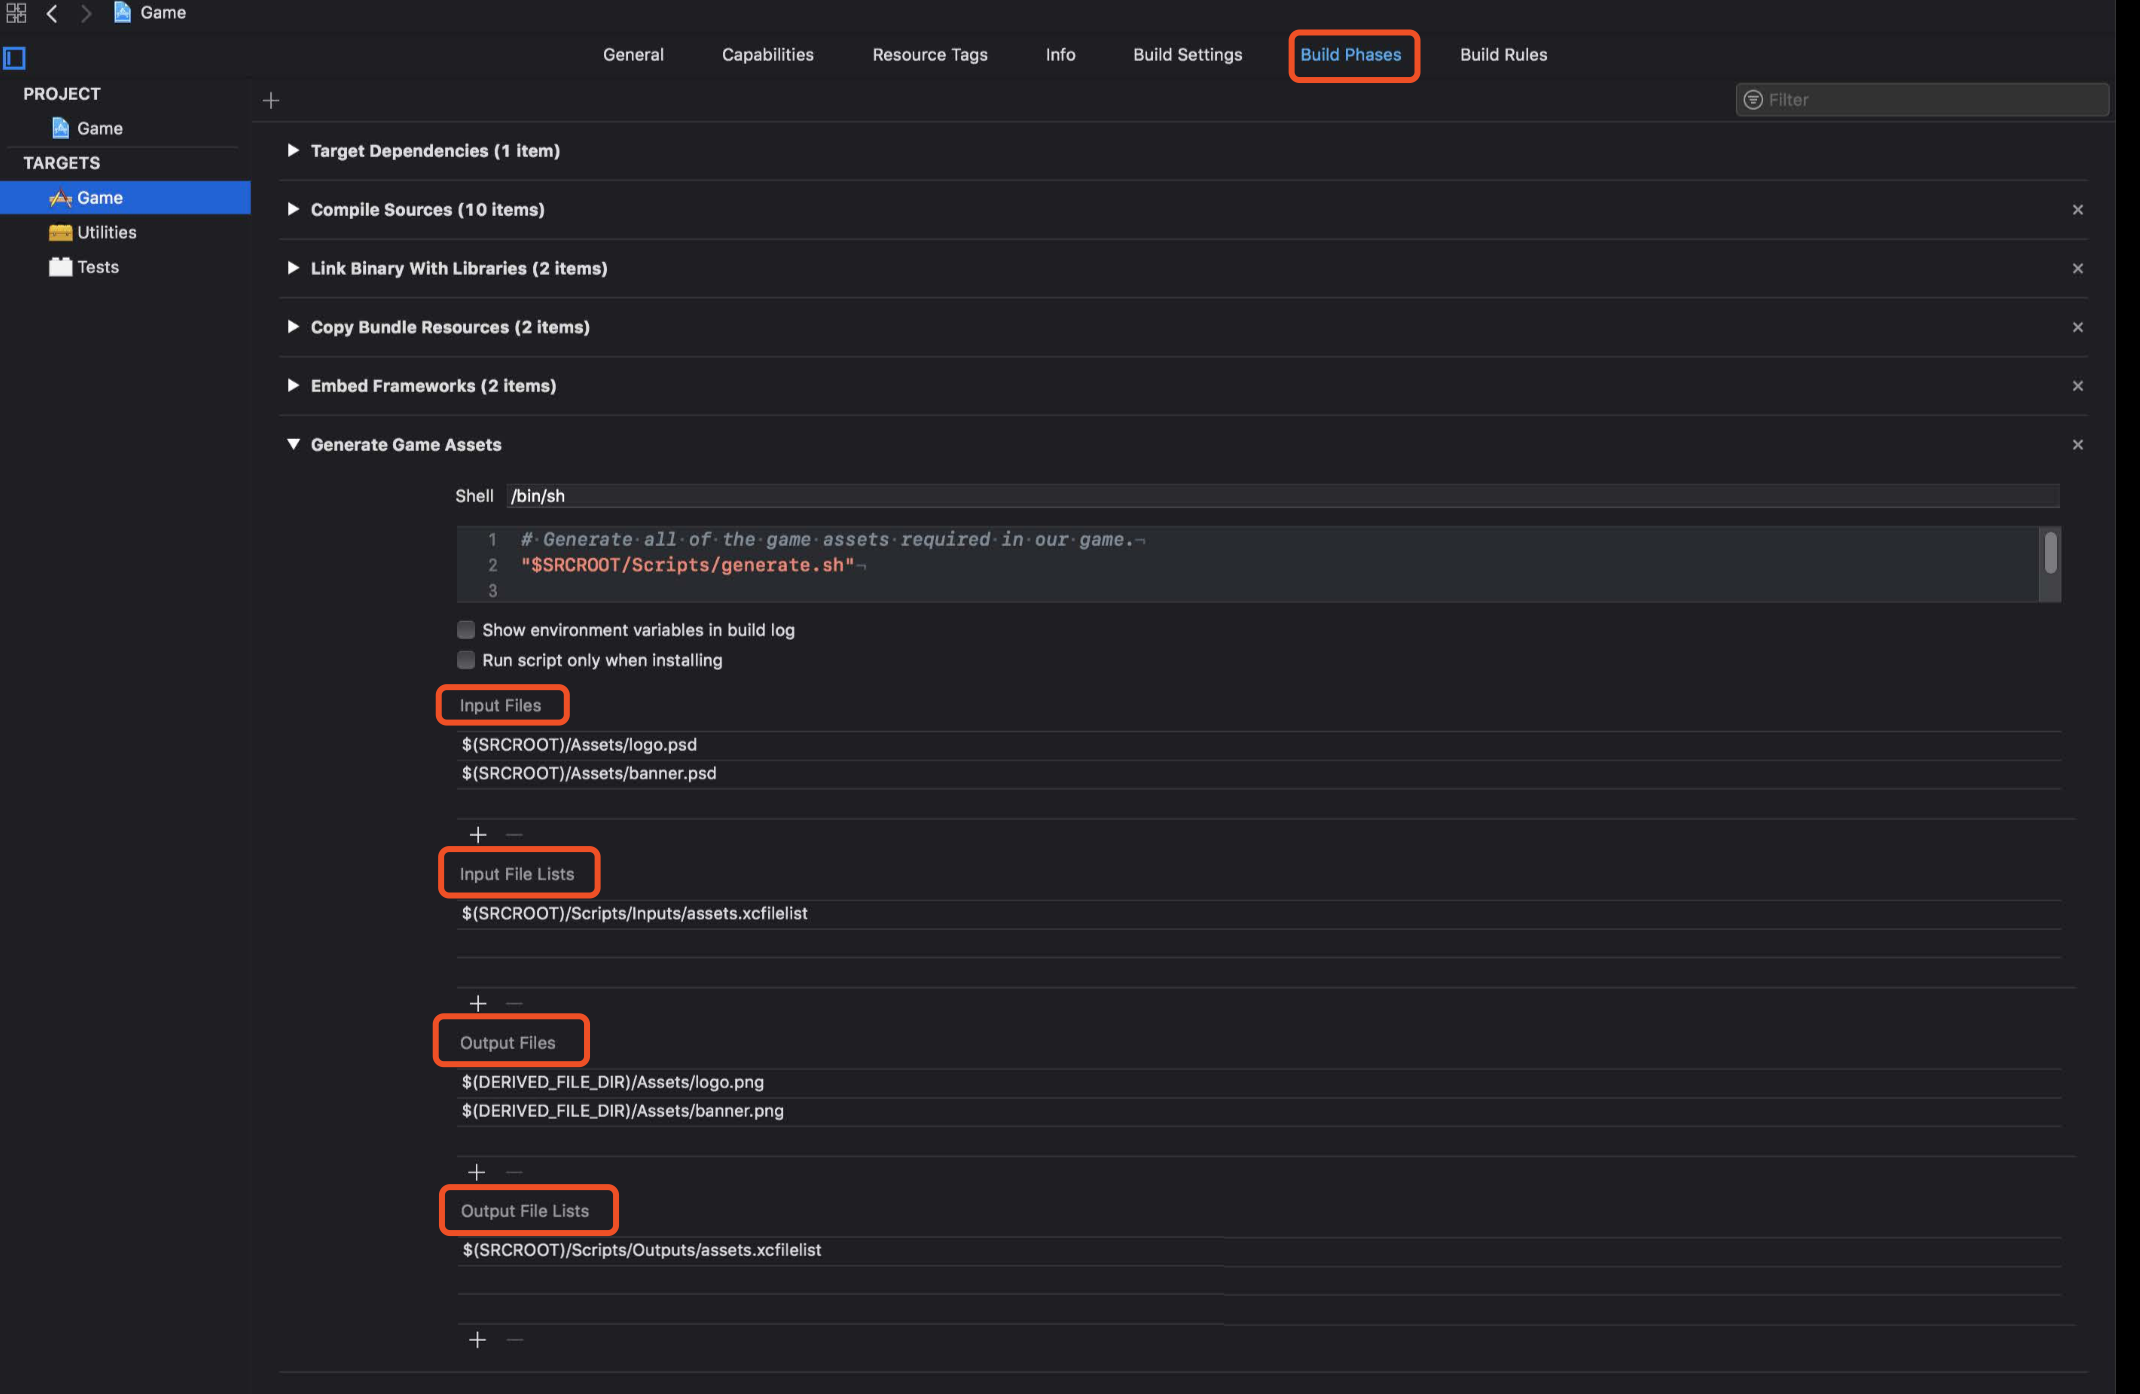 Game
General Capabilities Resource Tags Info Build Settings Build Phases Build Rules
PROJECT
Game
TARGETS
Game
Utilities
Tests
Filter
Target Dependencies (1 item)
Compile Sources (10 items)
Link Binary With Libraries (2 items)
Copy Bundle Resources (2 items)
Embed Frameworks (2 items)
Generate Game Assets
Shell /bin/sh
1 # Generate all of the game assets required in our game.
2 "$SRCROOT/Scripts/generate.sh"
3
Show environment variables in build log
Run script only when installing
Input Files
$(SRCROOT)/Assets/logo.psd
$(SRCROOT)/Assets/banner.psd
Input File Lists
$(SRCROOT)/Scripts/Inputs/assets.xcfilelist
Output Files
$(DERIVED_FILE_DIR)/Assets/logo.png
$(DERIVED_FILE_DIR)/Assets/banner.png
Output File Lists
$(SRCROOT)/Scripts/Outputs/assets.xcfilelist